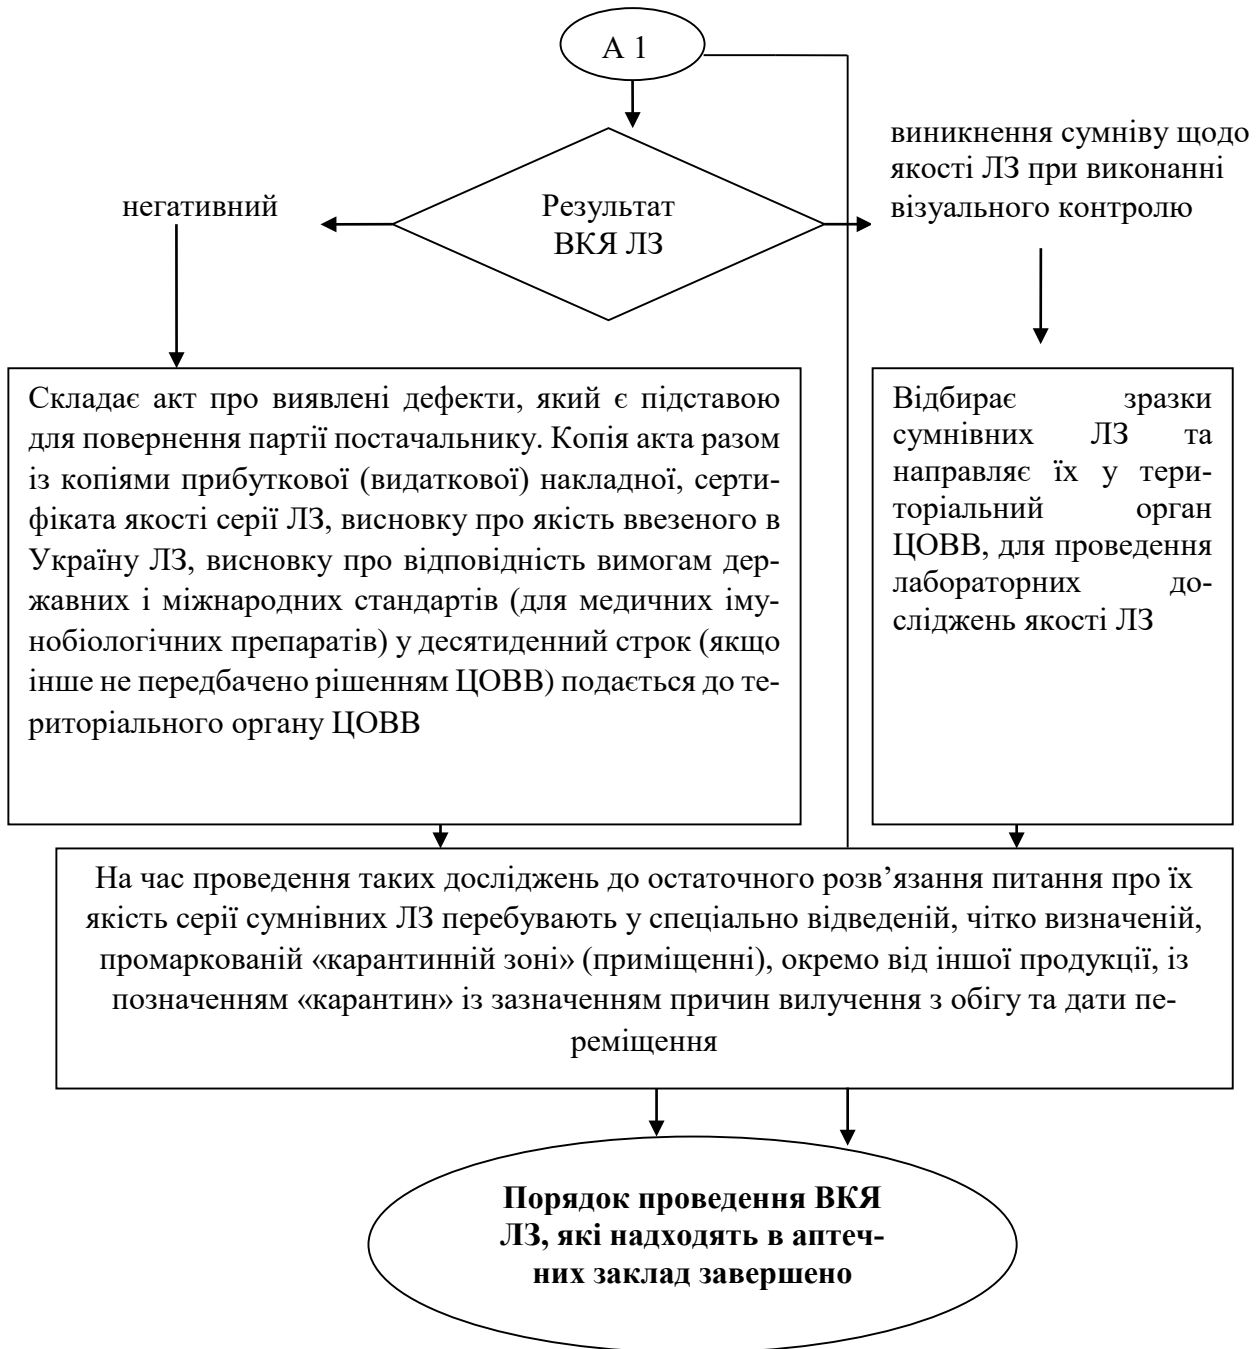 А 1
виникнення сумніву щодо
якості ЛЗ при виконанні
візуального контролю
негативний
Результат
ВКЯ ЛЗ
Складає акт про виявлені дефекти, який є підставою
для повернення партії постачальнику. Копія акта разом
із копіями прибуткової (видаткової) накладної, серти-
фіката якості серії ЛЗ, висновку про якість ввезеного в
Україну ЛЗ, висновку про відповідність вимогам дер-
жавних і міжнародних стандартів (для медичних іму-
нобіологічних препаратів) у десятиденний строк (якщо
інше не передбачено рішенням ЦОВВ) подається до те-
риторіального органу ЦОВВ
Відбирає зразки
сумнівних ЛЗ та
направляє їх у тери-
торіальний орган
ЦОВВ, для проведення
лабораторних до-
сліджень якості ЛЗ
На час проведення таких досліджень до остаточного розв’язання питання про їх
якість серії сумнівних ЛЗ перебувають у спеціально відведеній, чітко визначеній,
промаркованій «карантинній зоні» (приміщенні), окремо від іншої продукції, із
позначенням «карантин» із зазначенням причин вилучення з обігу та дати пе-
реміщення
Порядок проведення ВКЯ
ЛЗ, які надходять в аптеч-
них заклад завершено